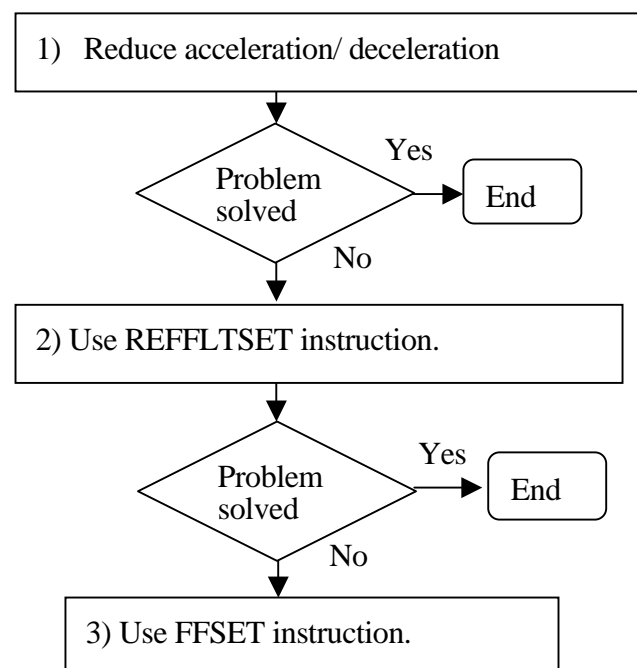 1) Reduce acceleration/ deceleration
Problem
solved
Yes
End
No
2) Use REFFLTSET instruction.
Problem
solved
Yes
End
No
3) Use FFSET instruction.